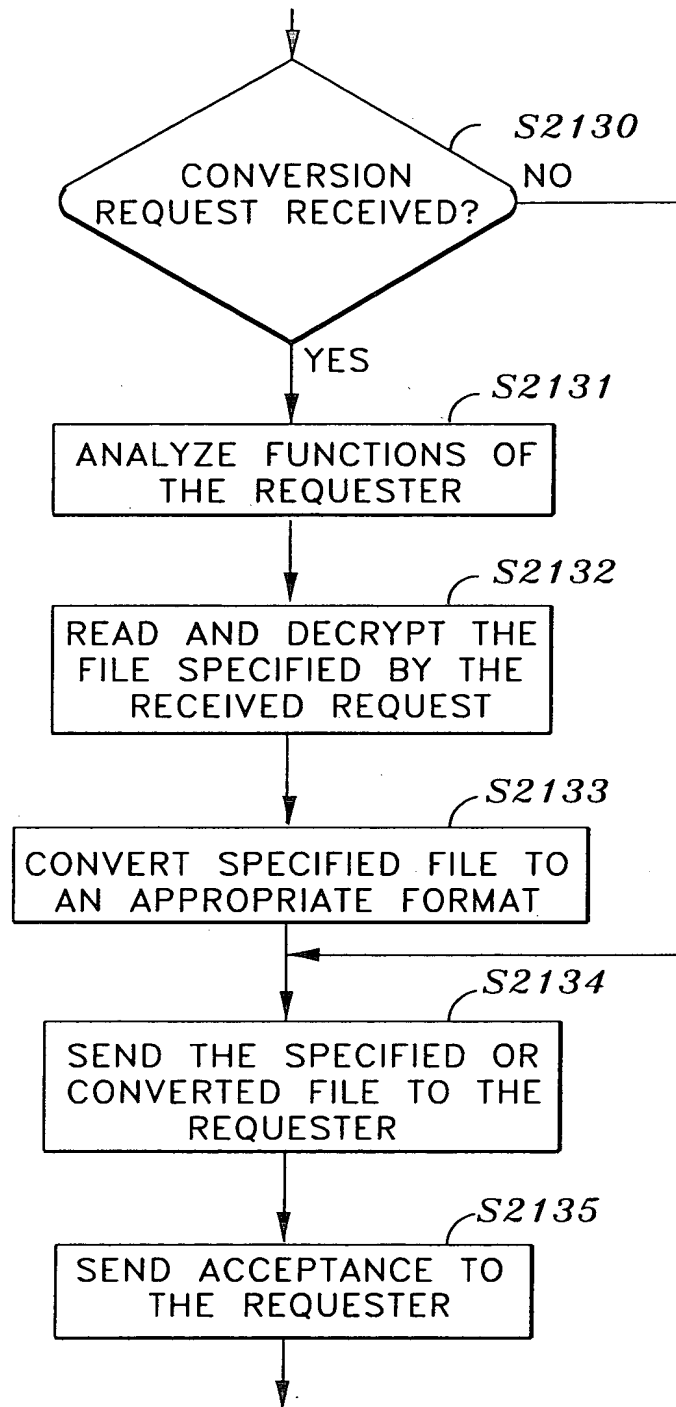 S2130
CONVERSION
REQUEST RECEIVED?
NO
YES
S2131
ANALYZE FUNCTIONS OF
THE REQUESTER
S2132
READ AND DECRYPT THE
FILE SPECIFIED BY THE
RECEIVED REQUEST
S2133
CONVERT SPECIFIED FILE TO
AN APPROPRIATE FORMAT
S2134
SEND THE SPECIFIED OR
CONVERTED FILE TO THE
REQUESTER
S2135
SEND ACCEPTANCE TO
THE REQUESTER